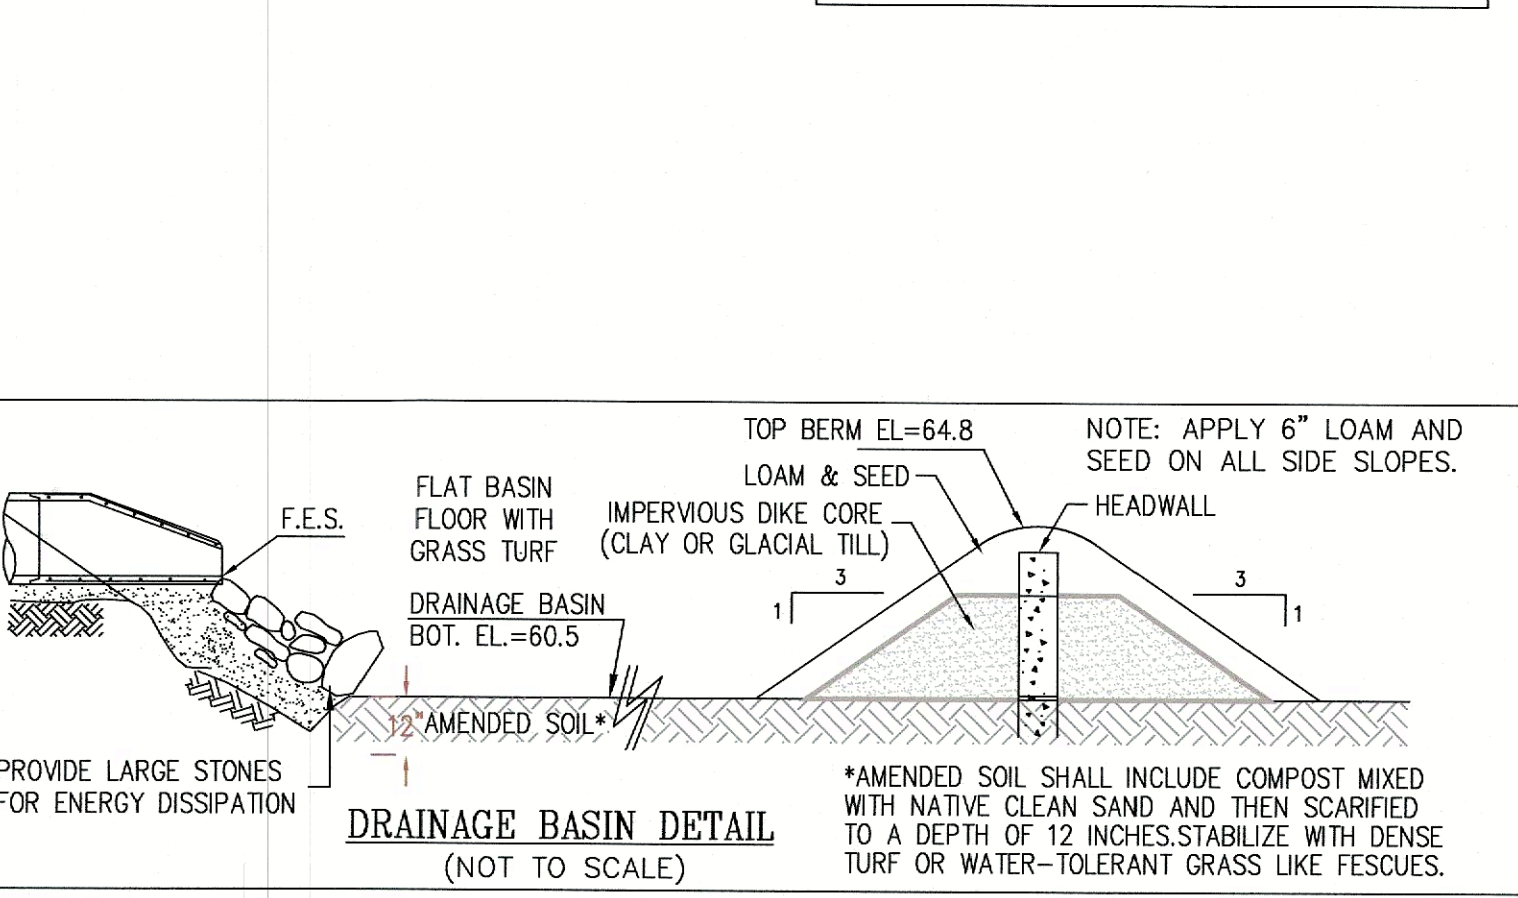 TOP BERM EL=64.8
LOAM & SEED
IMPERVIOUS DIKE CORE
(CLAY OR GLACIAL TILL)
NOTE: APPLY 6" LOAM AND
SEED ON ALL SIDE SLOPES.
HEADWALL
F.E.S.
FLAT BASIN
FLOOR WITH
GRASS TURF
DRAINAGE BASIN
BOT. EL.=60.5
3
1
3
1
12" AMENDED SOIL*
PROVIDE LARGE STONES
FOR ENERGY DISSIPATION
DRAINAGE BASIN DETAIL
(NOT TO SCALE)
*AMENDED SOIL SHALL INCLUDE COMPOST MIXED
WITH NATIVE CLEAN SAND AND THEN SCARIFIED
TO A DEPTH OF 12 INCHES.STABILIZE WITH DENSE
TURF OR WATER-TOLERANT GRASS LIKE FESCUES.